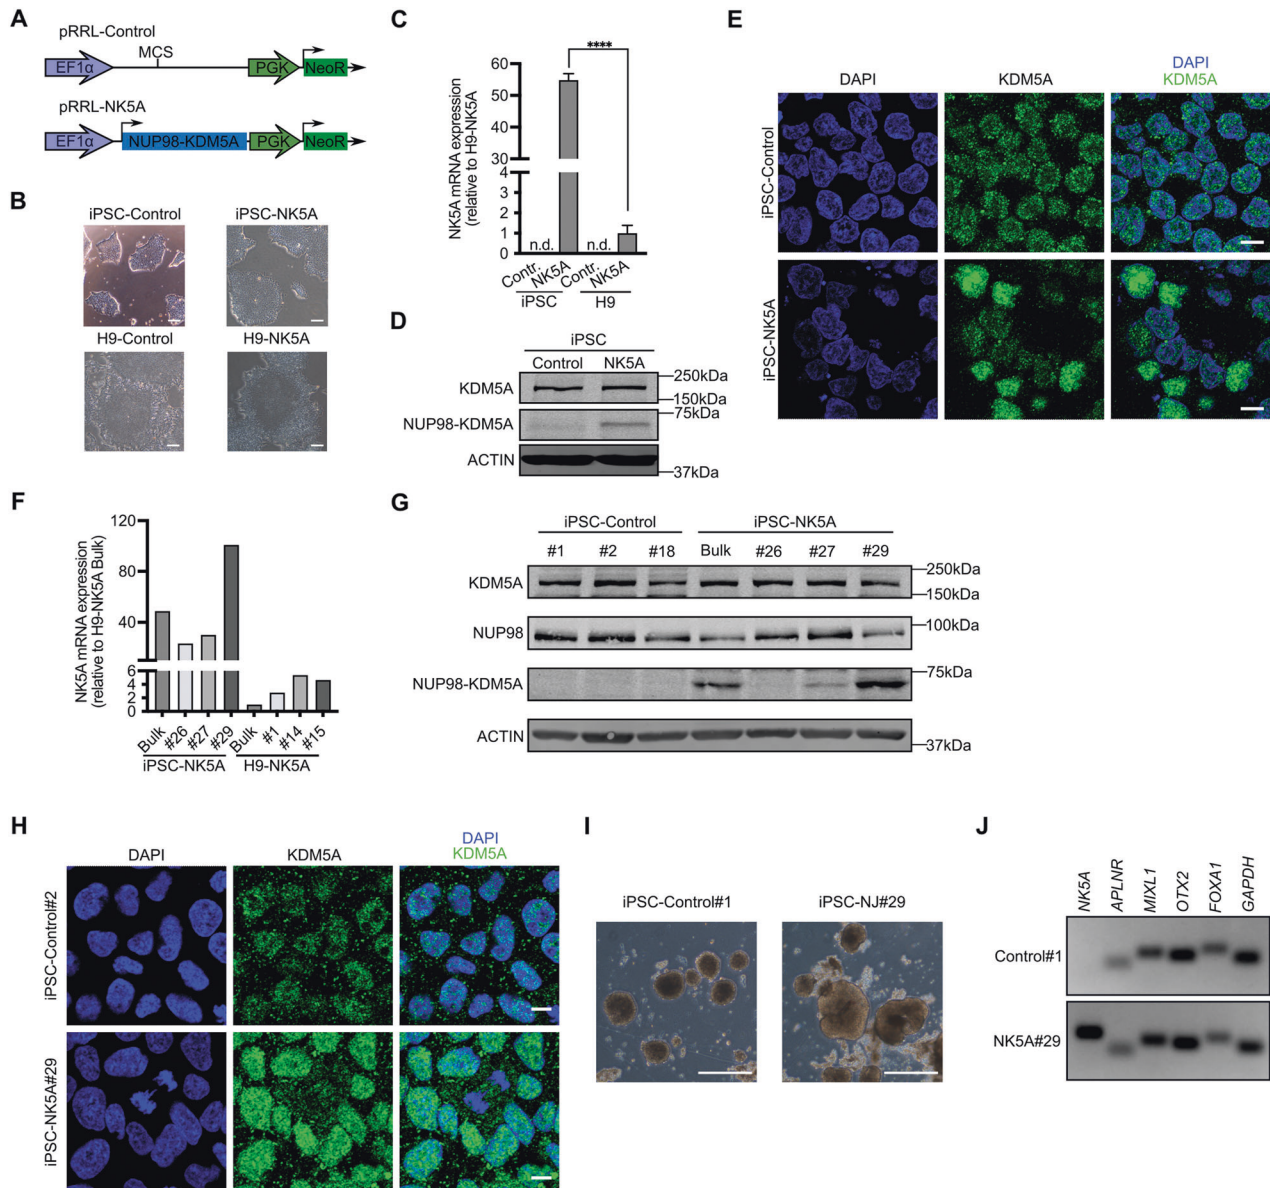 A
pRRL-Control
MCS
EF1α
PGK
NeoR
pRRL-NK5A
EF1α
NUP98-KDM5A
PGK
NeoR
B
iPSC-Control
iPSC-NK5A
H9-Control
H9-NK5A
C
NK5A mRNA expression
(relative to H9-NK5A)
60
50
40
30
4
3
2
1
0
****
n.d.
n.d.
Contr.
NK5A
Contr.
NK5A
iPSC
H9
D
iPSC
Control
NK5A
KDM5A
250kDa
150kDa
NUP98-KDM5A
75kDa
ACTIN
37kDa
E
DAPI
KDM5A
DAPI
KDM5A
iPSC-Control
iPSC-NK5A
F
NK5A mRNA expression
(relative to H9-NK5A Bulk)
120
80
40
6
4
2
0
Bulk
#26
#27
#29
Bulk
#1
#14
#15
iPSC-NK5A
H9-NK5A
G
iPSC-Control
iPSC-NK5A
#1
#2
#18
Bulk
#26
#27
#29
KDM5A
250kDa
150kDa
NUP98
100kDa
NUP98-KDM5A
75kDa
ACTIN
37kDa
H
DAPI
KDM5A
DAPI
KDM5A
iPSC-Control#2
iPSC-NK5A#29
I
iPSC-Control#1
iPSC-NJ#29
J
NK5A
APLNR
MIXL1
OTX2
FOXA1
GAPDH
Control#1
NK5A#29